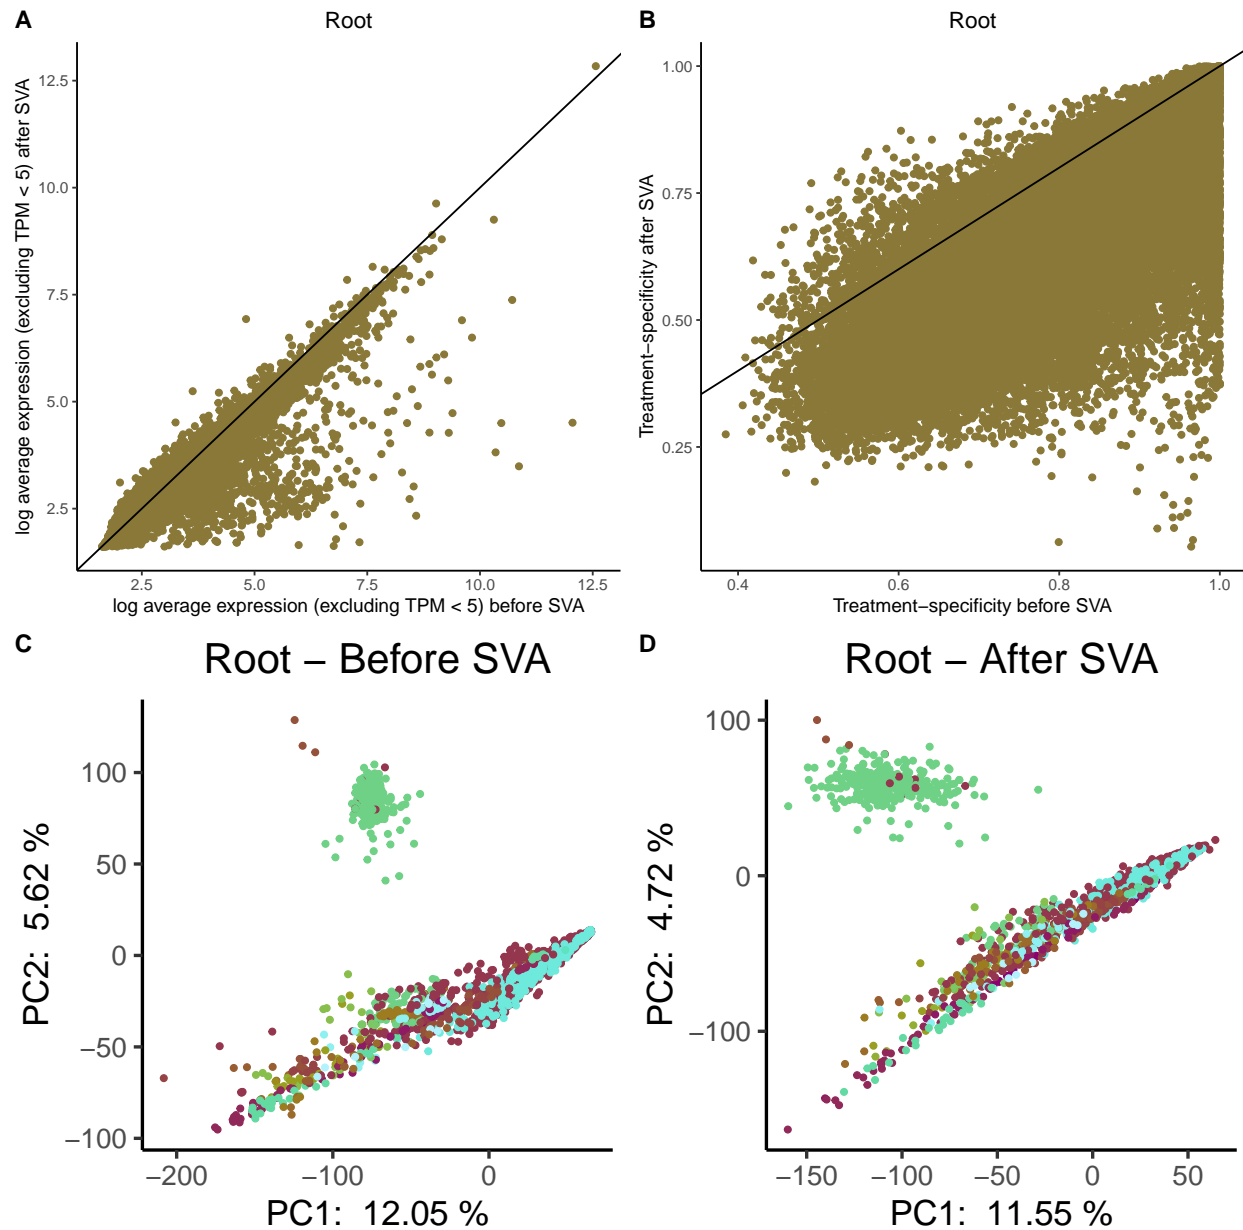 A
Root
log average expression (excluding TPM < 5) after SVA
12.5
10.0
7.5
5.0
2.5
2.5
5.0
7.5
10.0
12.5
log average expression (excluding TPM < 5) before SVA
B
Root
Treatment−specificity after SVA
1.00
0.75
0.50
0.25
0.4
0.6
0.8
1.0
Treatment−specificity before SVA
C
Root − Before SVA
PC2: 5.62 %
100
50
0
−50
−100
−200
−100
0
PC1: 12.05 %
D
Root − After SVA
PC2: 4.72 %
100
0
−100
−150
−100
−50
0
50
PC1: 11.55 %